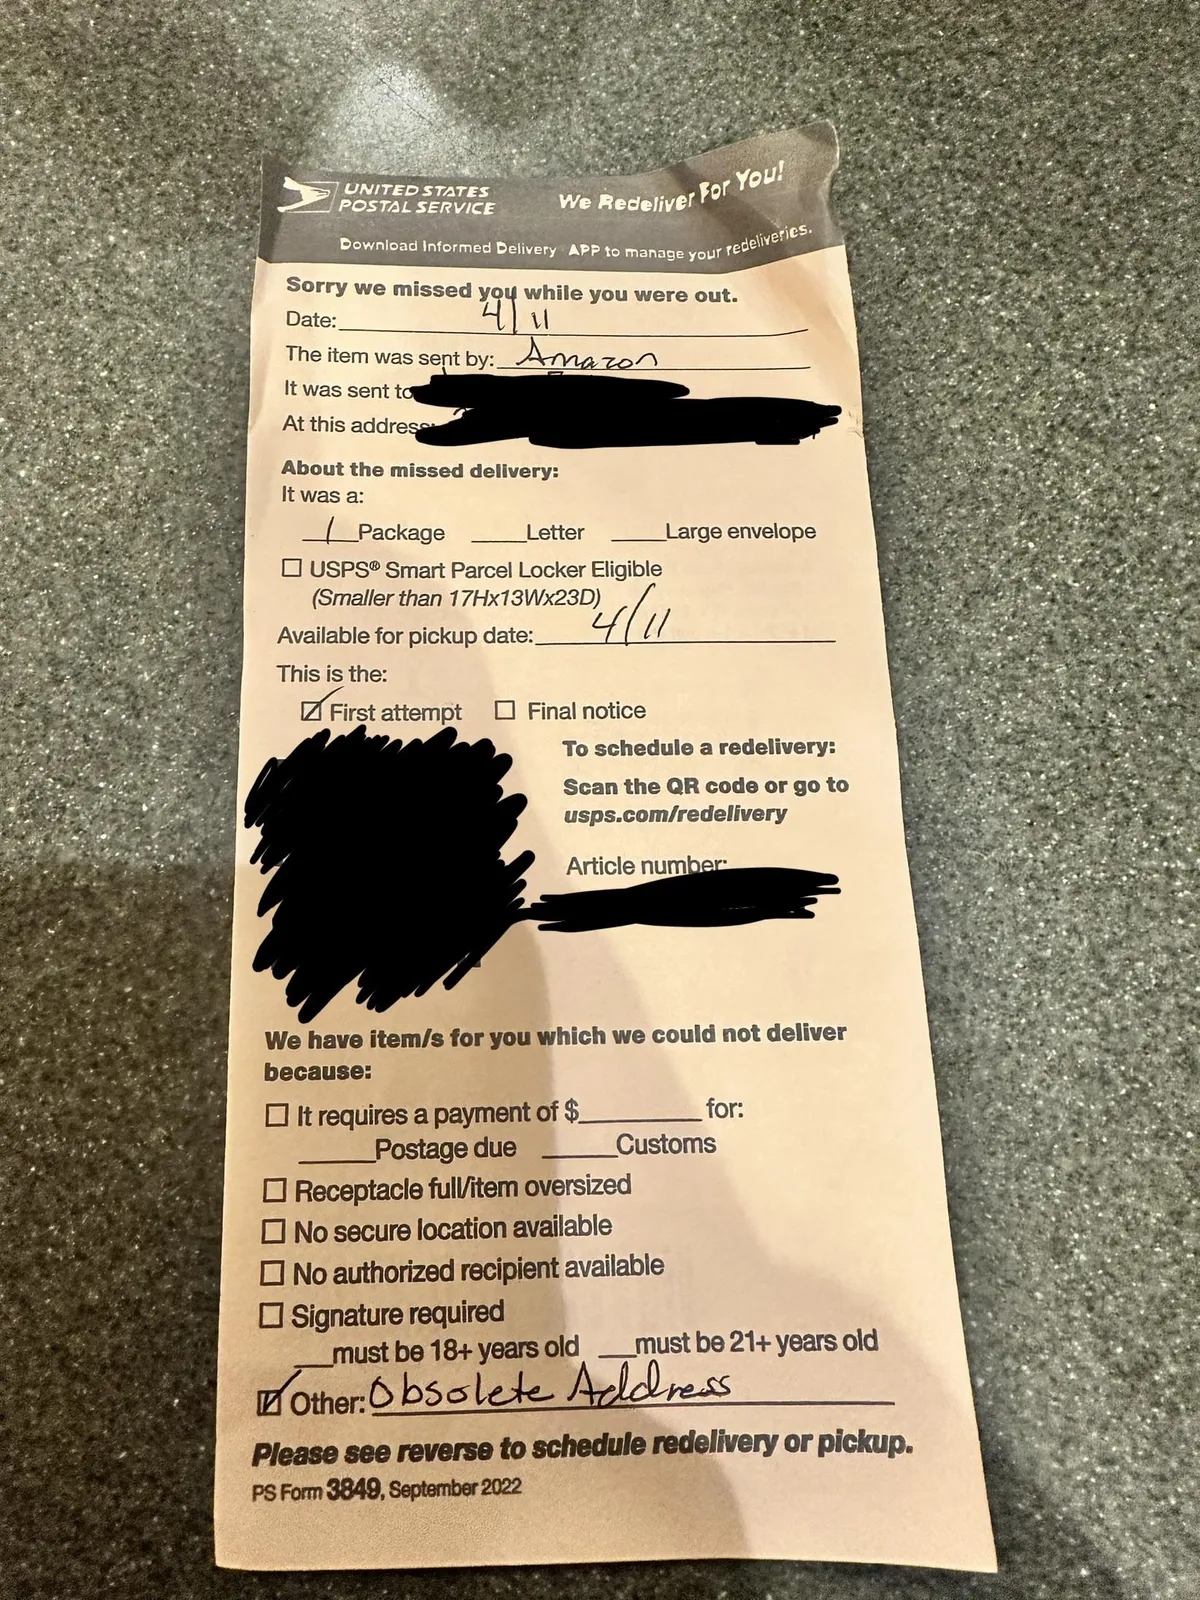 UNITED STATES
POSTAL SERVICE
We Redeliver For You!
Download Informed Delivery APP to manage your redeliveries.
Sorry we missed you while you were out.
Date: 4/11
The item was sent by: Amazon
It was sent to
At this address:
About the missed delivery:
It was a:
/ Package ___Letter ___Large envelope
☐ USPS® Smart Parcel Locker Eligible
(Smaller than 17Hx13Wx23D)
Available for pickup date: 4/11
This is the:
☑ First attempt ☐ Final notice
To schedule a redelivery:
Scan the QR code or go to
usps.com/redelivery
Article number:
We have item/s for you which we could not deliver
because:
☐ It requires a payment of $________ for:
_____Postage due _____Customs
☐ Receptacle full/item oversized
☐ No secure location available
☐ No authorized recipient available
☐ Signature required
__must be 18+ years old __must be 21+ years old
☑ Other: Obsolete Address
Please see reverse to schedule redelivery or pickup.
PS Form 3849, September 2022